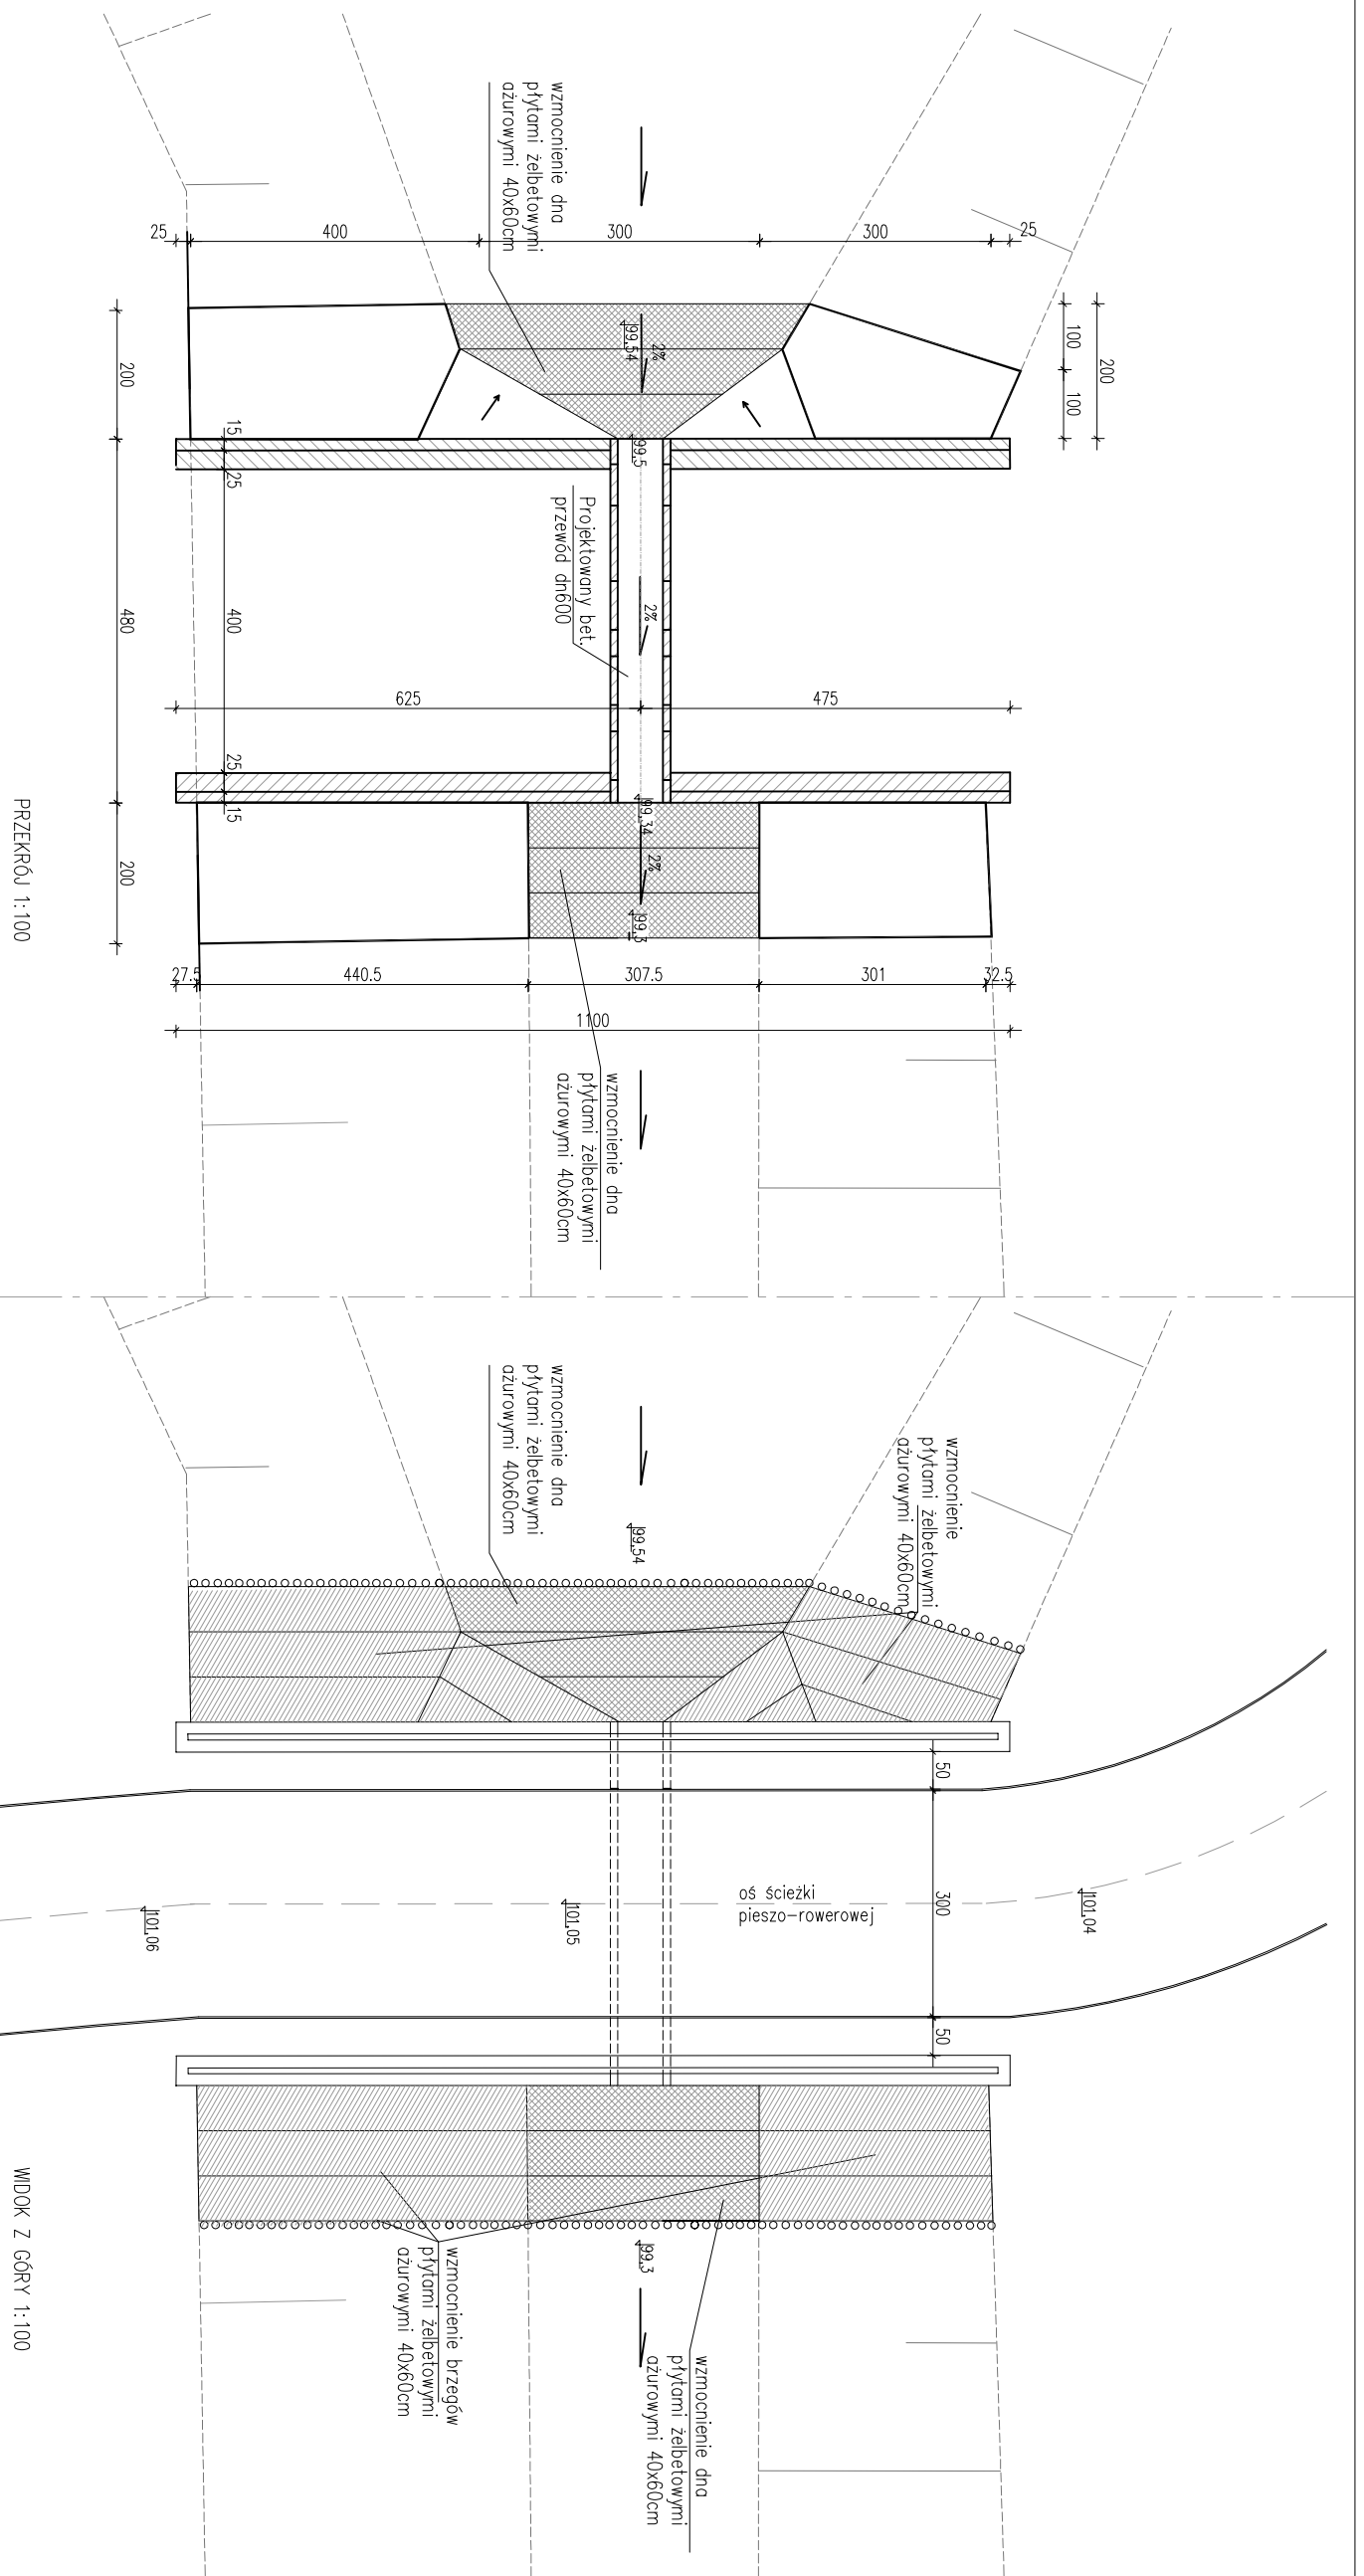 wzmocnienie dna
płytami żelbetowymi
ażurowymi 40x60cm
25
400
300
300
25
100
100
200
200
99.54
2%
15
99.5
25
Projektowany bet.
przewód dn600
2%
480
400
625
475
25
15
99.34
2%
200
99.3
27.5
440.5
307.5
301
32.5
1100
wzmocnienie dna
płytami żelbetowymi
ażurowymi 40x60cm
PRZEKRÓJ 1:100
wzmocnienie dna
płytami żelbetowymi
ażurowymi 40x60cm
wzmocnienie
płytami żelbetowymi
ażurowymi 40x60cm
99.54
50
300
oś ścieżki
pieszo-rowerowej
101.04
101.05
101.06
50
99.3
wzmocnienie brzegów
płytami żelbetowymi
ażurowymi 40x60cm
wzmocnienie dna
płytami żelbetowymi
ażurowymi 40x60cm
WIDOK Z GÓRY 1:100